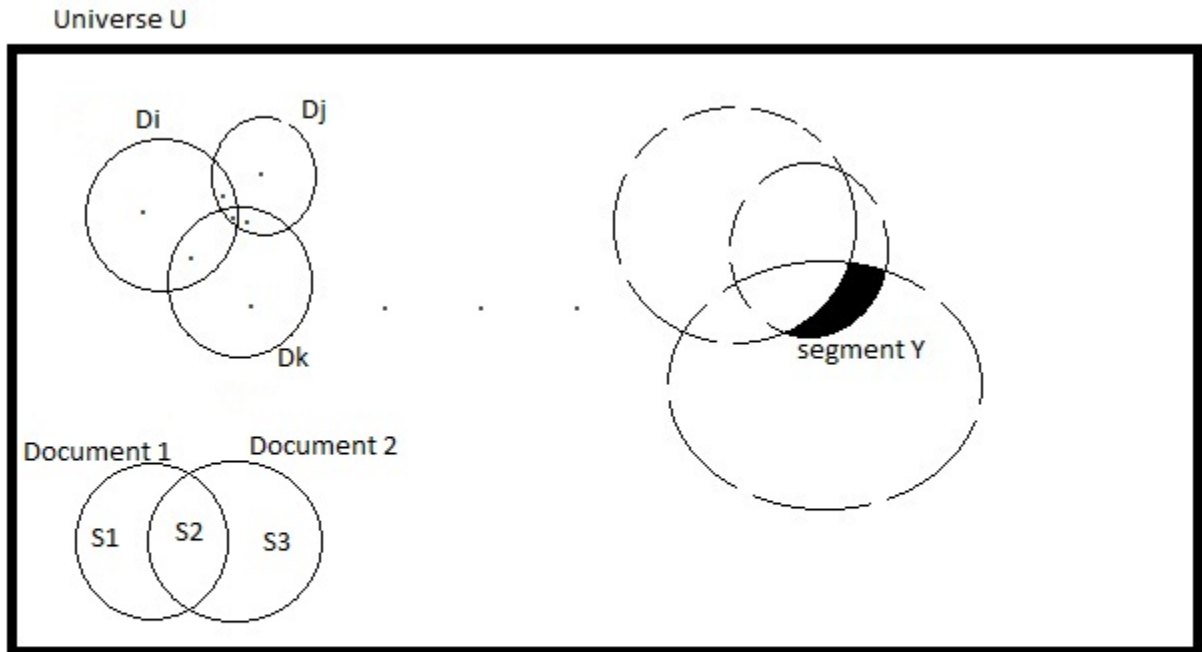 Universe U
Di
Dj
Dk
segment Y
Document 1
Document 2
S1
S2
S3